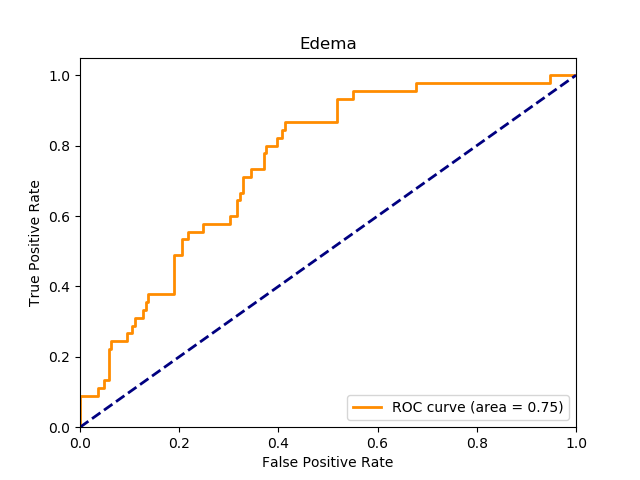 Edema
True Positive Rate
1.0
0.8
0.6
0.4
0.2
0.0
0.0 0.2 0.4 0.6 0.8 1.0
False Positive Rate
ROC curve (area = 0.75)